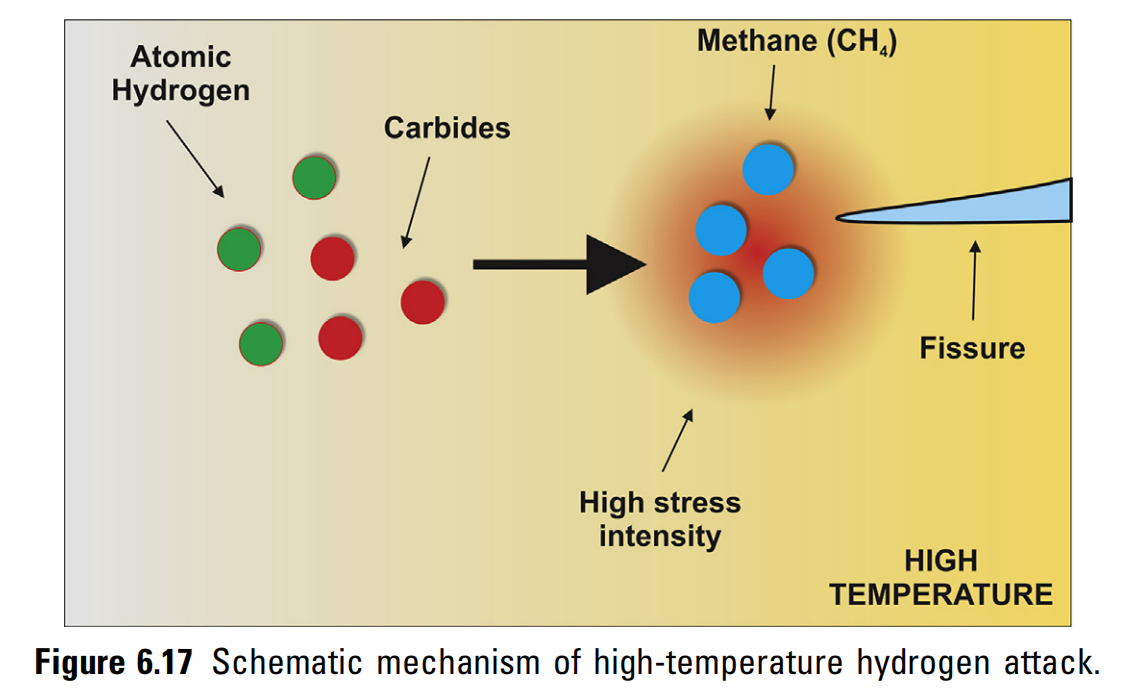 Atomic
Hydrogen
Carbides
Methane (CH₄)
Fissure
High stress
intensity
HIGH
TEMPERATURE
Figure 6.17 Schematic mechanism of high-temperature hydrogen attack.